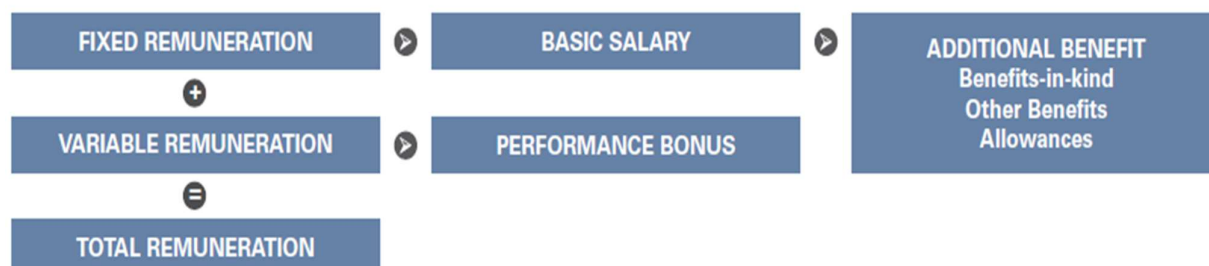 FIXED REMUNERATION
BASIC SALARY
ADDITIONAL BENEFIT
Benefits-in-kind
Other Benefits
Allowances
+
VARIABLE REMUNERATION
PERFORMANCE BONUS
=
TOTAL REMUNERATION